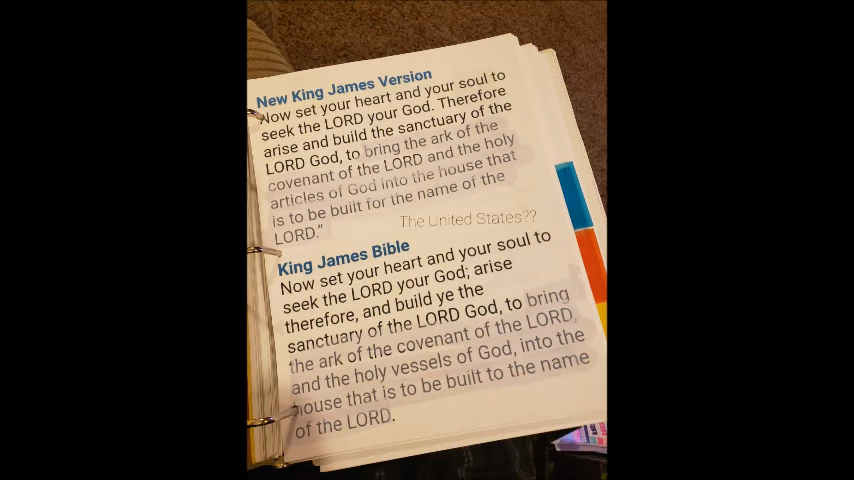 New King James Version
Now set your heart and your soul to
seek the LORD your God. Therefore
arise and build the sanctuary of the
LORD God, to bring the ark of the
covenant of the LORD and the holy
articles of God into the house that
is to be built for the name of the
LORD.”
The United States??
King James Bible
Now set your heart and your soul to
seek the LORD your God; arise
therefore, and build ye the
sanctuary of the LORD God, to bring
the ark of the covenant of the LORD,
and the holy vessels of God, into the
house that is to be built to the name
of the LORD.